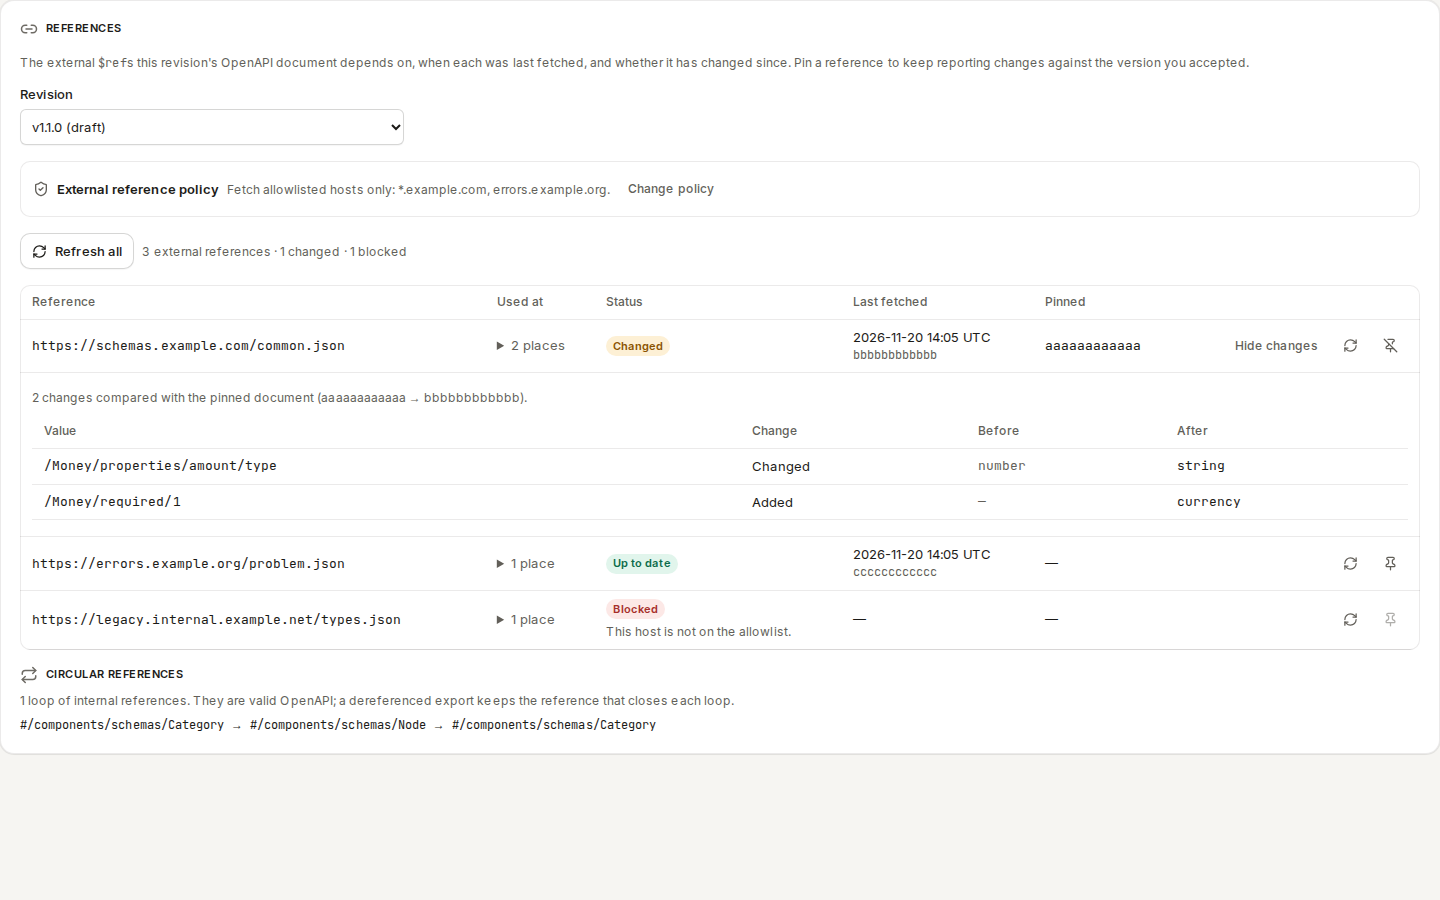 REFERENCES
The external $refs this revision's OpenAPI document depends on, when each was last fetched, and whether it has changed since. Pin a reference to keep reporting changes against the version you accepted.
Revision
v1.1.0 (draft)
External reference policy Fetch allowlisted hosts only: *.example.com, errors.example.org. Change policy
Refresh all 3 external references · 1 changed · 1 blocked
Reference Used at Status Last fetched Pinned
https://schemas.example.com/common.json 2 places Changed 2026-11-20 14:05 UTC aaaaaaaaaaaa Hide changes
bbbbbbbbbbbb
2 changes compared with the pinned document (aaaaaaaaaaaa → bbbbbbbbbbbb).
Value Change Before After
/Money/properties/amount/type Changed number string
/Money/required/1 Added — currency
https://errors.example.org/problem.json 1 place Up to date 2026-11-20 14:05 UTC —
cccccccccccc
https://legacy.internal.example.net/types.json 1 place Blocked — —
This host is not on the allowlist.
CIRCULAR REFERENCES
1 loop of internal references. They are valid OpenAPI; a dereferenced export keeps the reference that closes each loop.
#/components/schemas/Category → #/components/schemas/Node → #/components/schemas/Category